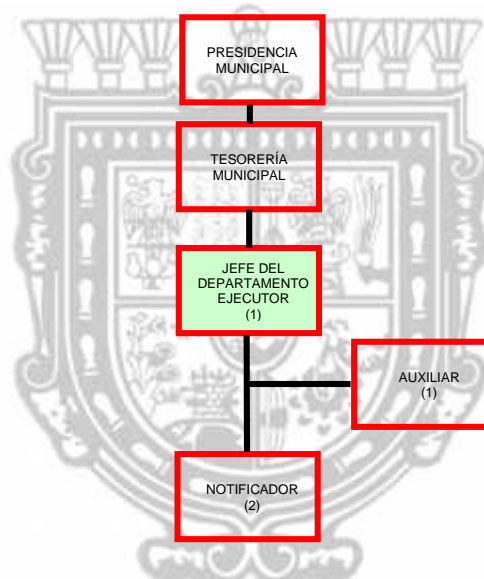 PRESIDENCIA
MUNICIPAL
TESORERÍA
MUNICIPAL
JEFE DEL
DEPARTAMENTO
EJECUTOR
(1)
AUXILIAR
(1)
NOTIFICADOR
(2)